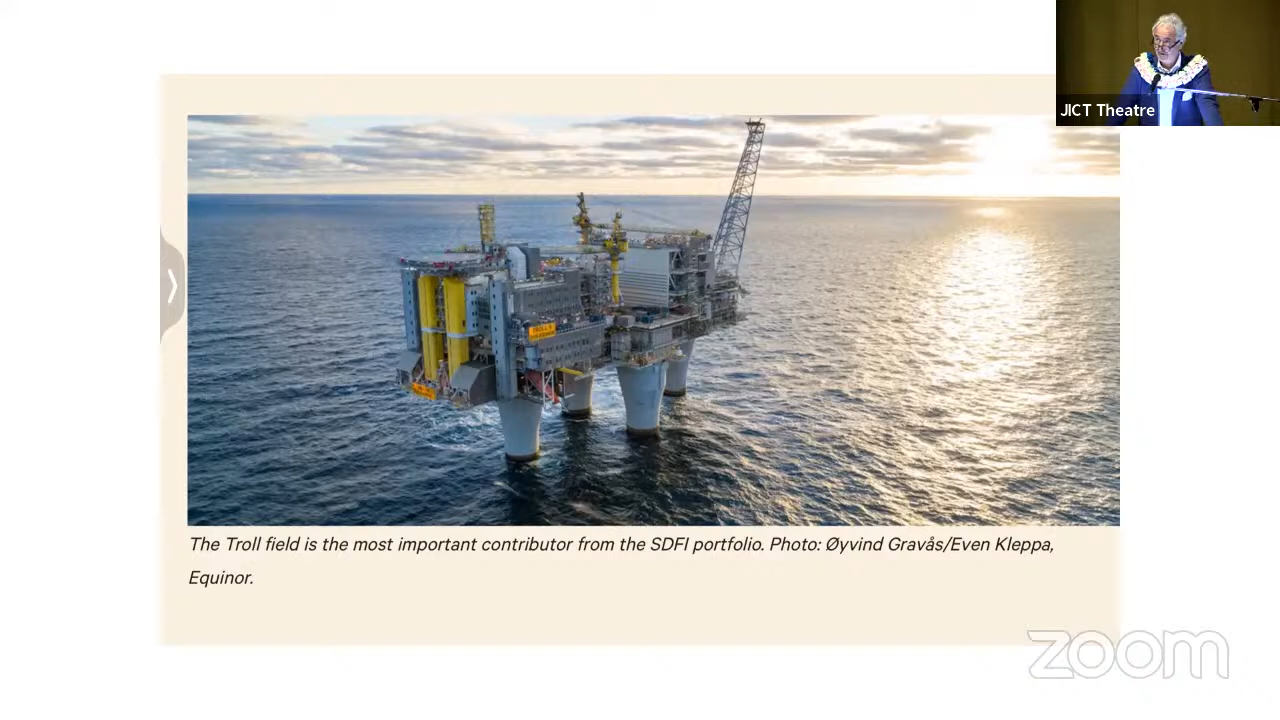 JICT Theatre
TROLL A
The Troll field is the most important contributor from the SDFI portfolio. Photo: Øyvind Gravås/Even Kleppa,
Equinor.
zoom